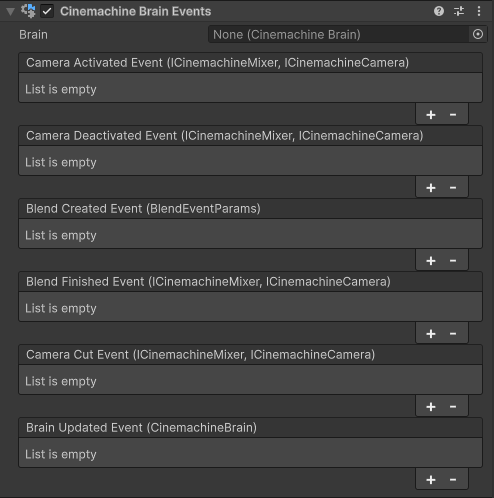 Cinemachine Brain Events
Brain None (Cinemachine Brain)
Camera Activated Event (ICinemachineMixer, ICinemachineCamera)
List is empty
+ -
Camera Deactivated Event (ICinemachineMixer, ICinemachineCamera)
List is empty
+ -
Blend Created Event (BlendEventParams)
List is empty
+ -
Blend Finished Event (ICinemachineMixer, ICinemachineCamera)
List is empty
+ -
Camera Cut Event (ICinemachineMixer, ICinemachineCamera)
List is empty
+ -
Brain Updated Event (CinemachineBrain)
List is empty
+ -